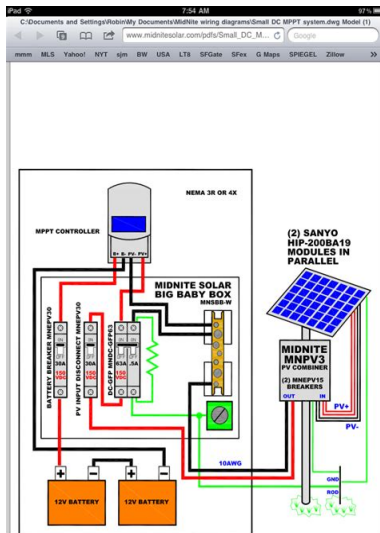 iPad
7:54 AM
97 %
C:\Documents and Settings\Robin\My Documents\MidNite wiring diagrams\Small DC MPPT system.dwg Model (1)
www.midnitesolar.com/pdfs/Small_DC_M...
Google
mmm MLS Yahoo! NYT sjm BW USA LTII SFGate SFex G Maps SPIEGEL Zillow
NEMA 3R OR 4X
MPPT CONTROLLER
B+ B- PV- PV+
MIDNITE SOLAR
BIG BABY BOX
MNSBB-W
BATTERY BREAKER MNEPV30
PV INPUT DISCONNECT MNEPV30
DC-GFP MNDC-GFP63
30A
150
VDC
30A
150
VDC
63A .5A
150
VDC
(2) SANYO
HIP-200BA19
MODULES IN
PARALLEL
MIDNITE
MNPV3
PV COMBINER
(2) MNEPV15
BREAKERS
OUT IN
PV+
PV-
10AWG
GND
ROD
+ - - +
12V BATTERY 12V BATTERY